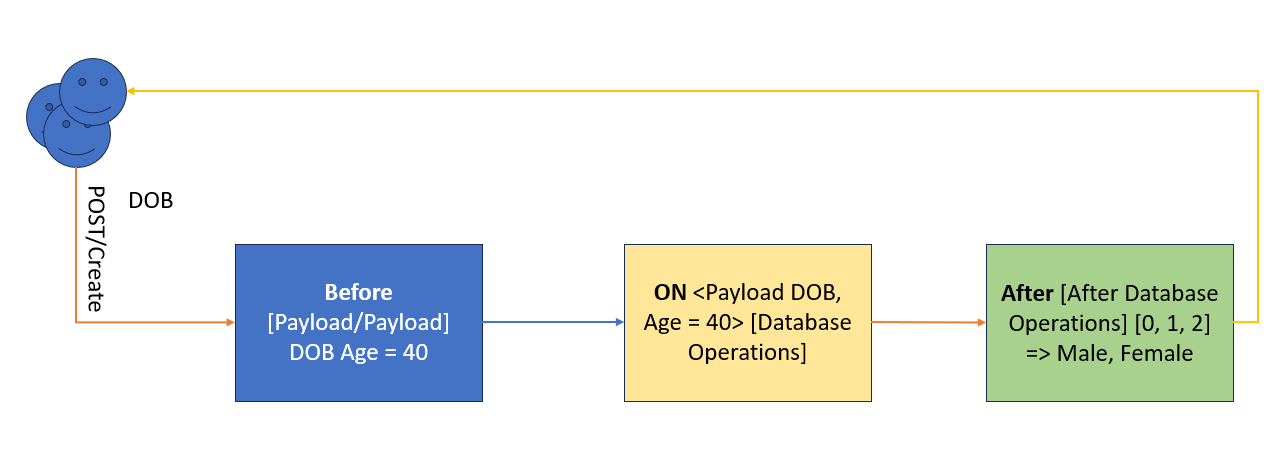 DOB
POST/Create
Before
[Payload/Payload]
DOB Age = 40
ON <Payload DOB,
Age = 40> [Database
Operations]
After [After Database
Operations] [0, 1, 2]
=> Male, Female